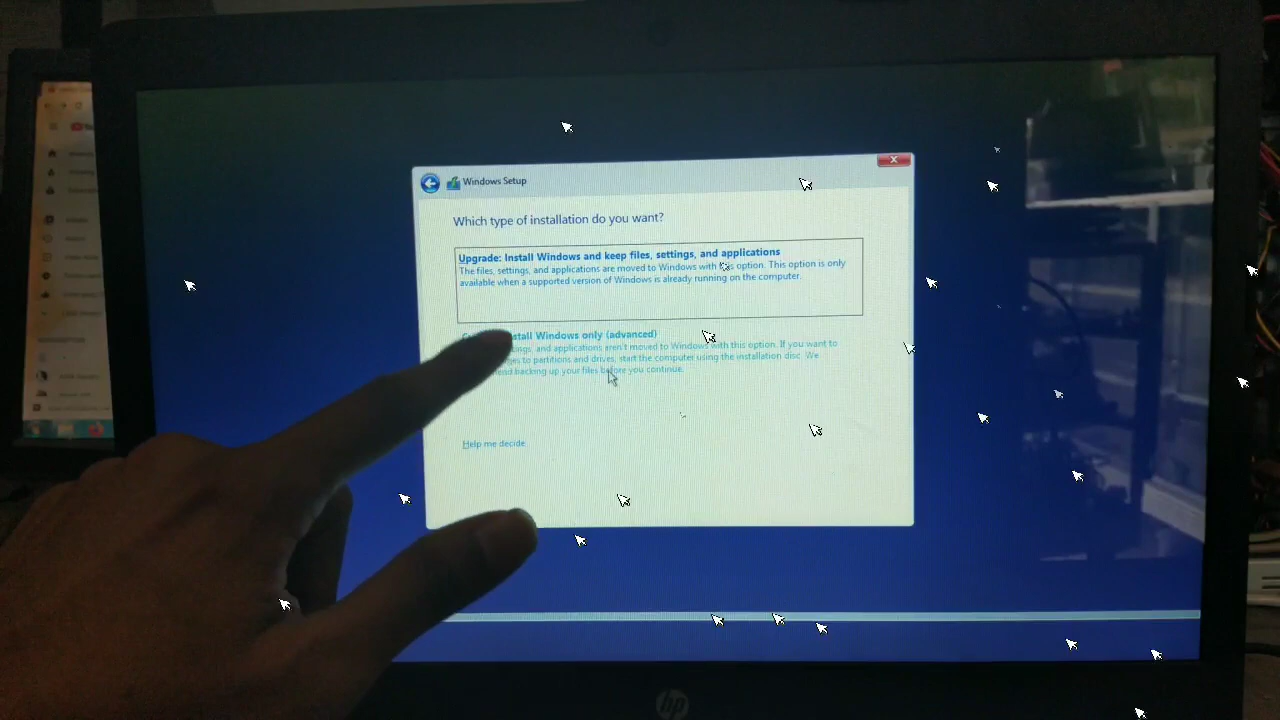 Windows Setup
Which type of installation do you want?
Upgrade: Install Windows and keep files, settings, and applications
The files, settings, and applications are moved to Windows with this option. This option is only
available when a supported version of Windows is already running on the computer.
Windows only (advanced)
and applications aren't moved to Windows with this option. If you want to
to partitions and drives, start the computer using the installation disc. We
backing up your files before you continue.
Help me decide
hp